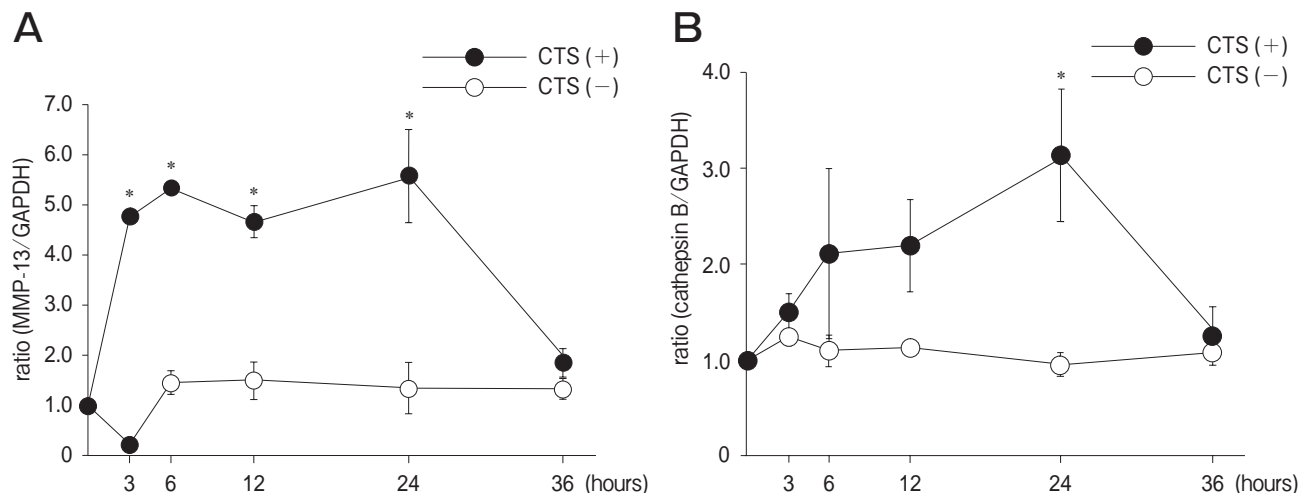 A
CTS (+)
CTS (−)
ratio (MMP-13/GAPDH)
7.0
6.0
5.0
4.0
3.0
2.0
1.0
0
*
*
*
*
3 6 12 24 36 (hours)
B
CTS (+)
CTS (−)
ratio (cathepsin B/GAPDH)
4.0
3.0
2.0
1.0
0
*
3 6 12 24 36 (hours)